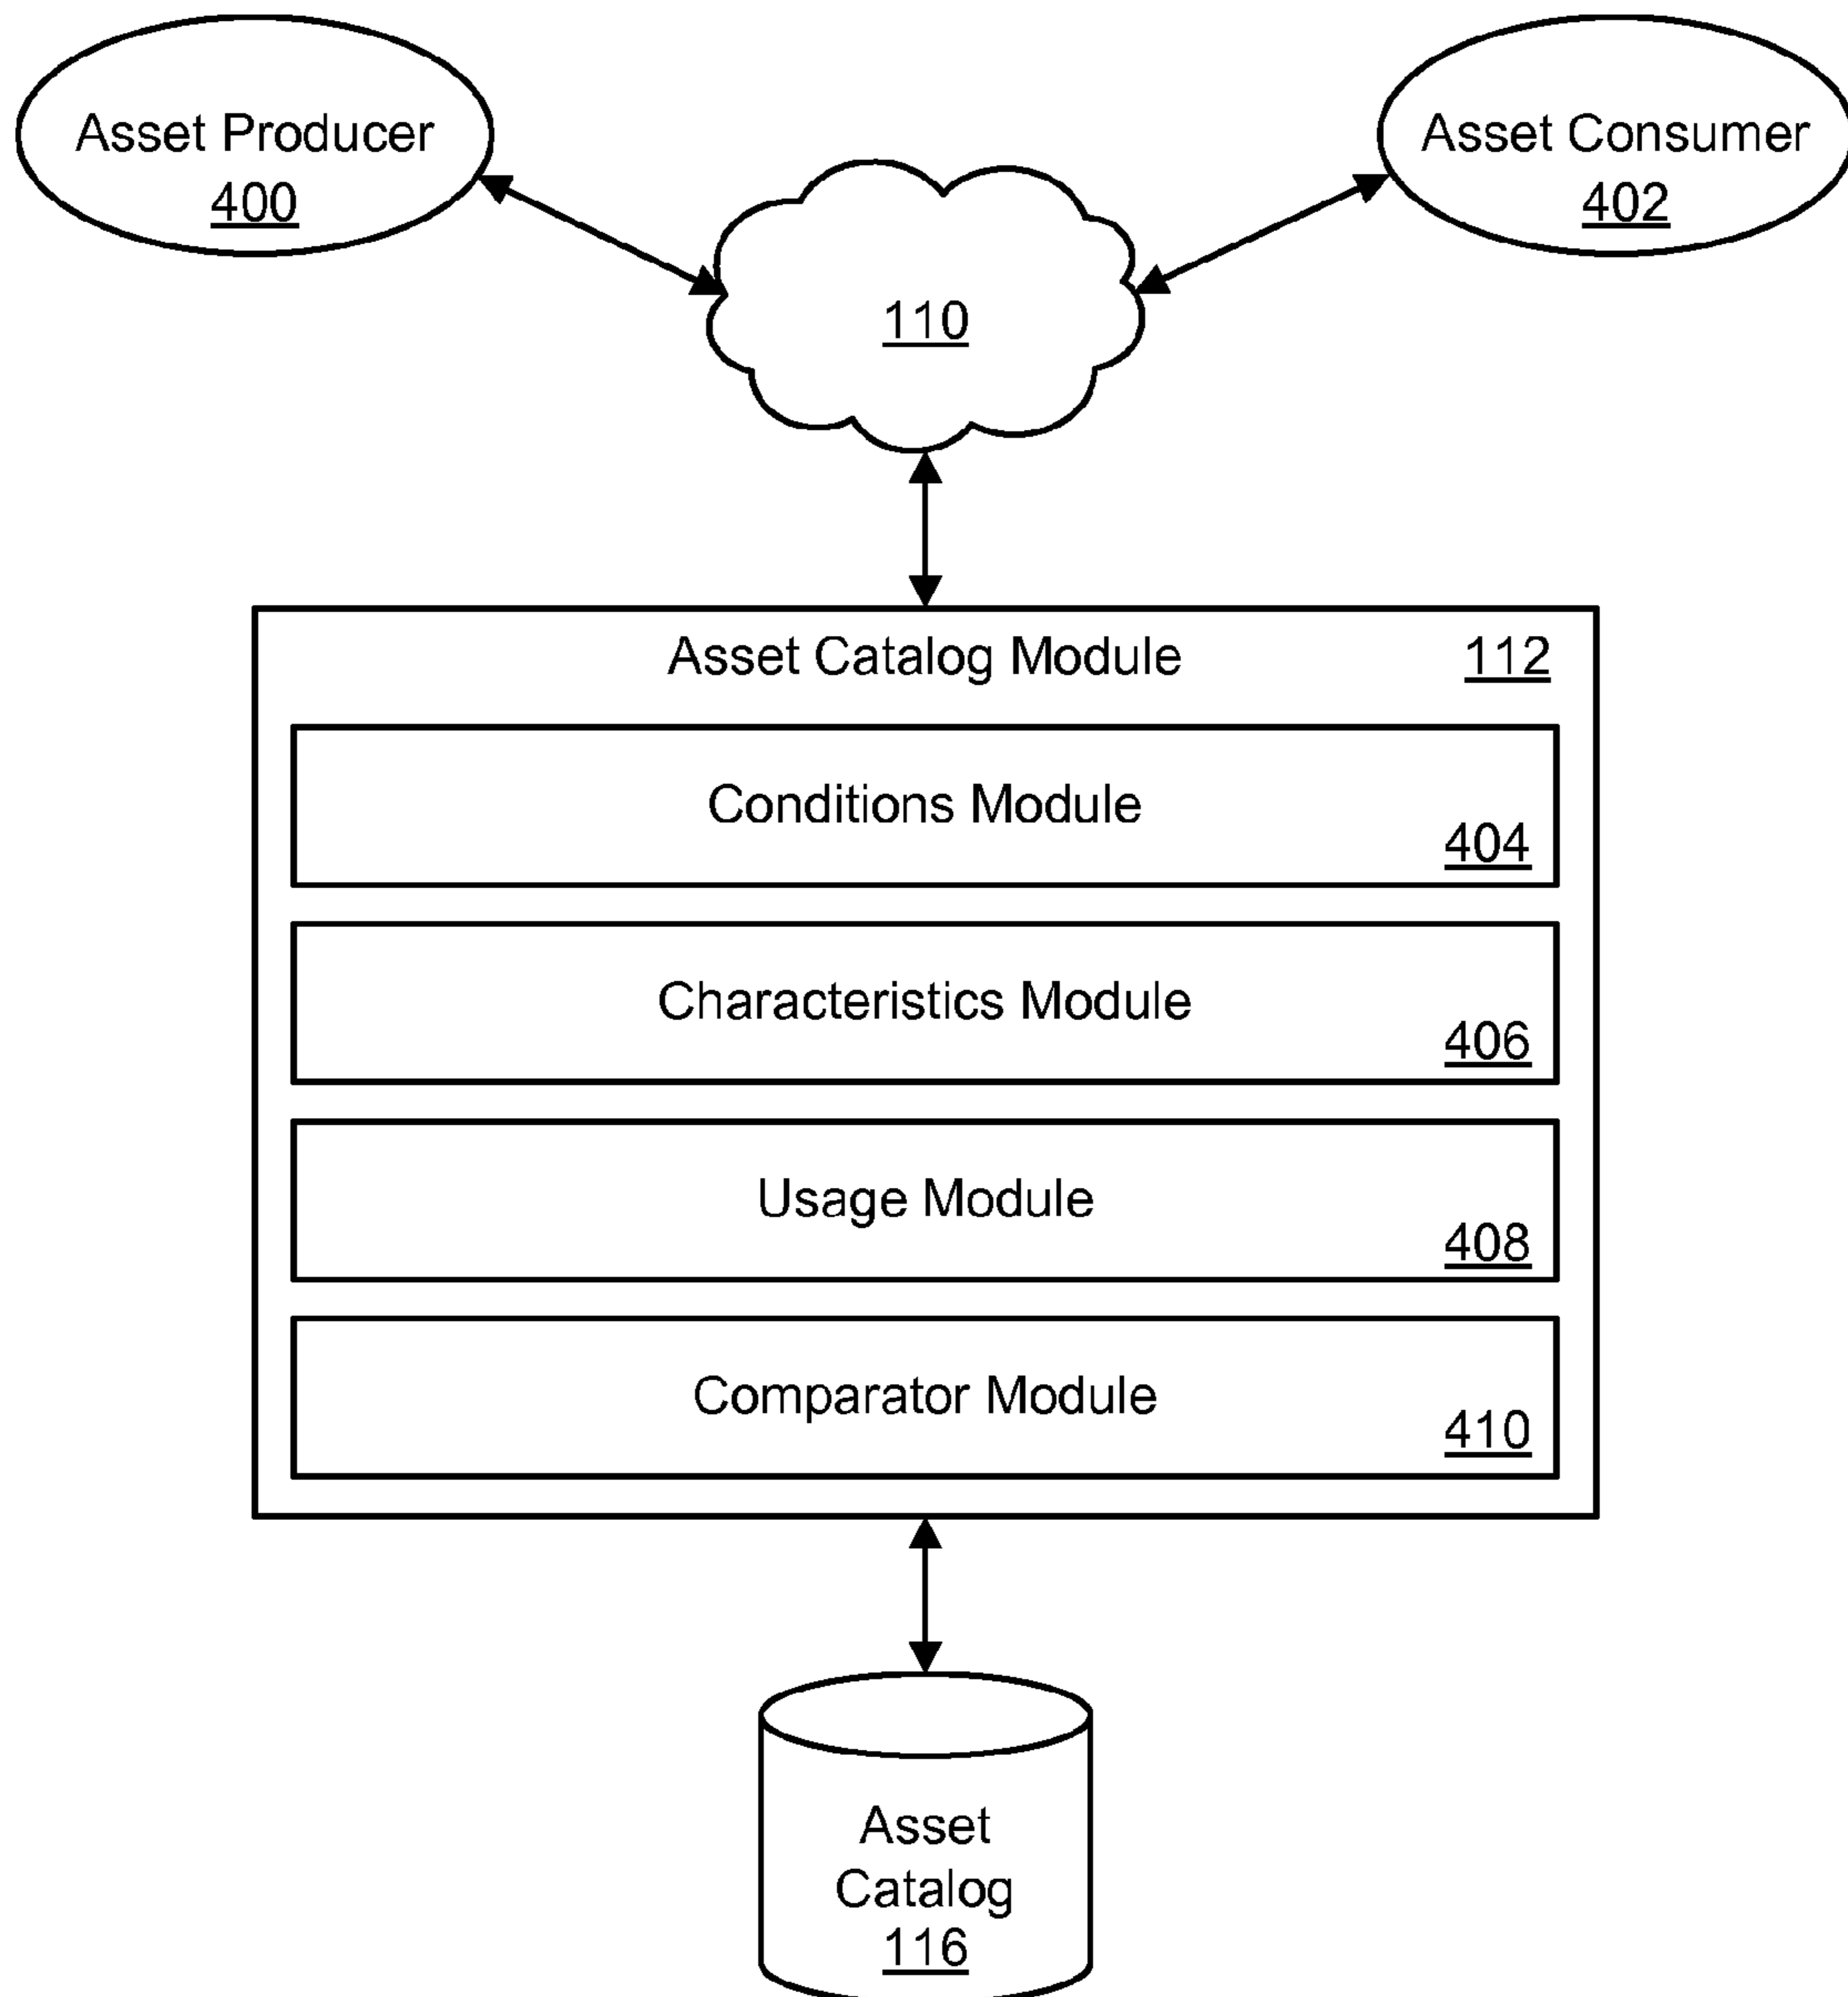 Asset Producer
400
Asset Consumer
402
110
Asset Catalog Module 112
Conditions Module
404
Characteristics Module
406
Usage Module
408
Comparator Module
410
Asset
Catalog
116